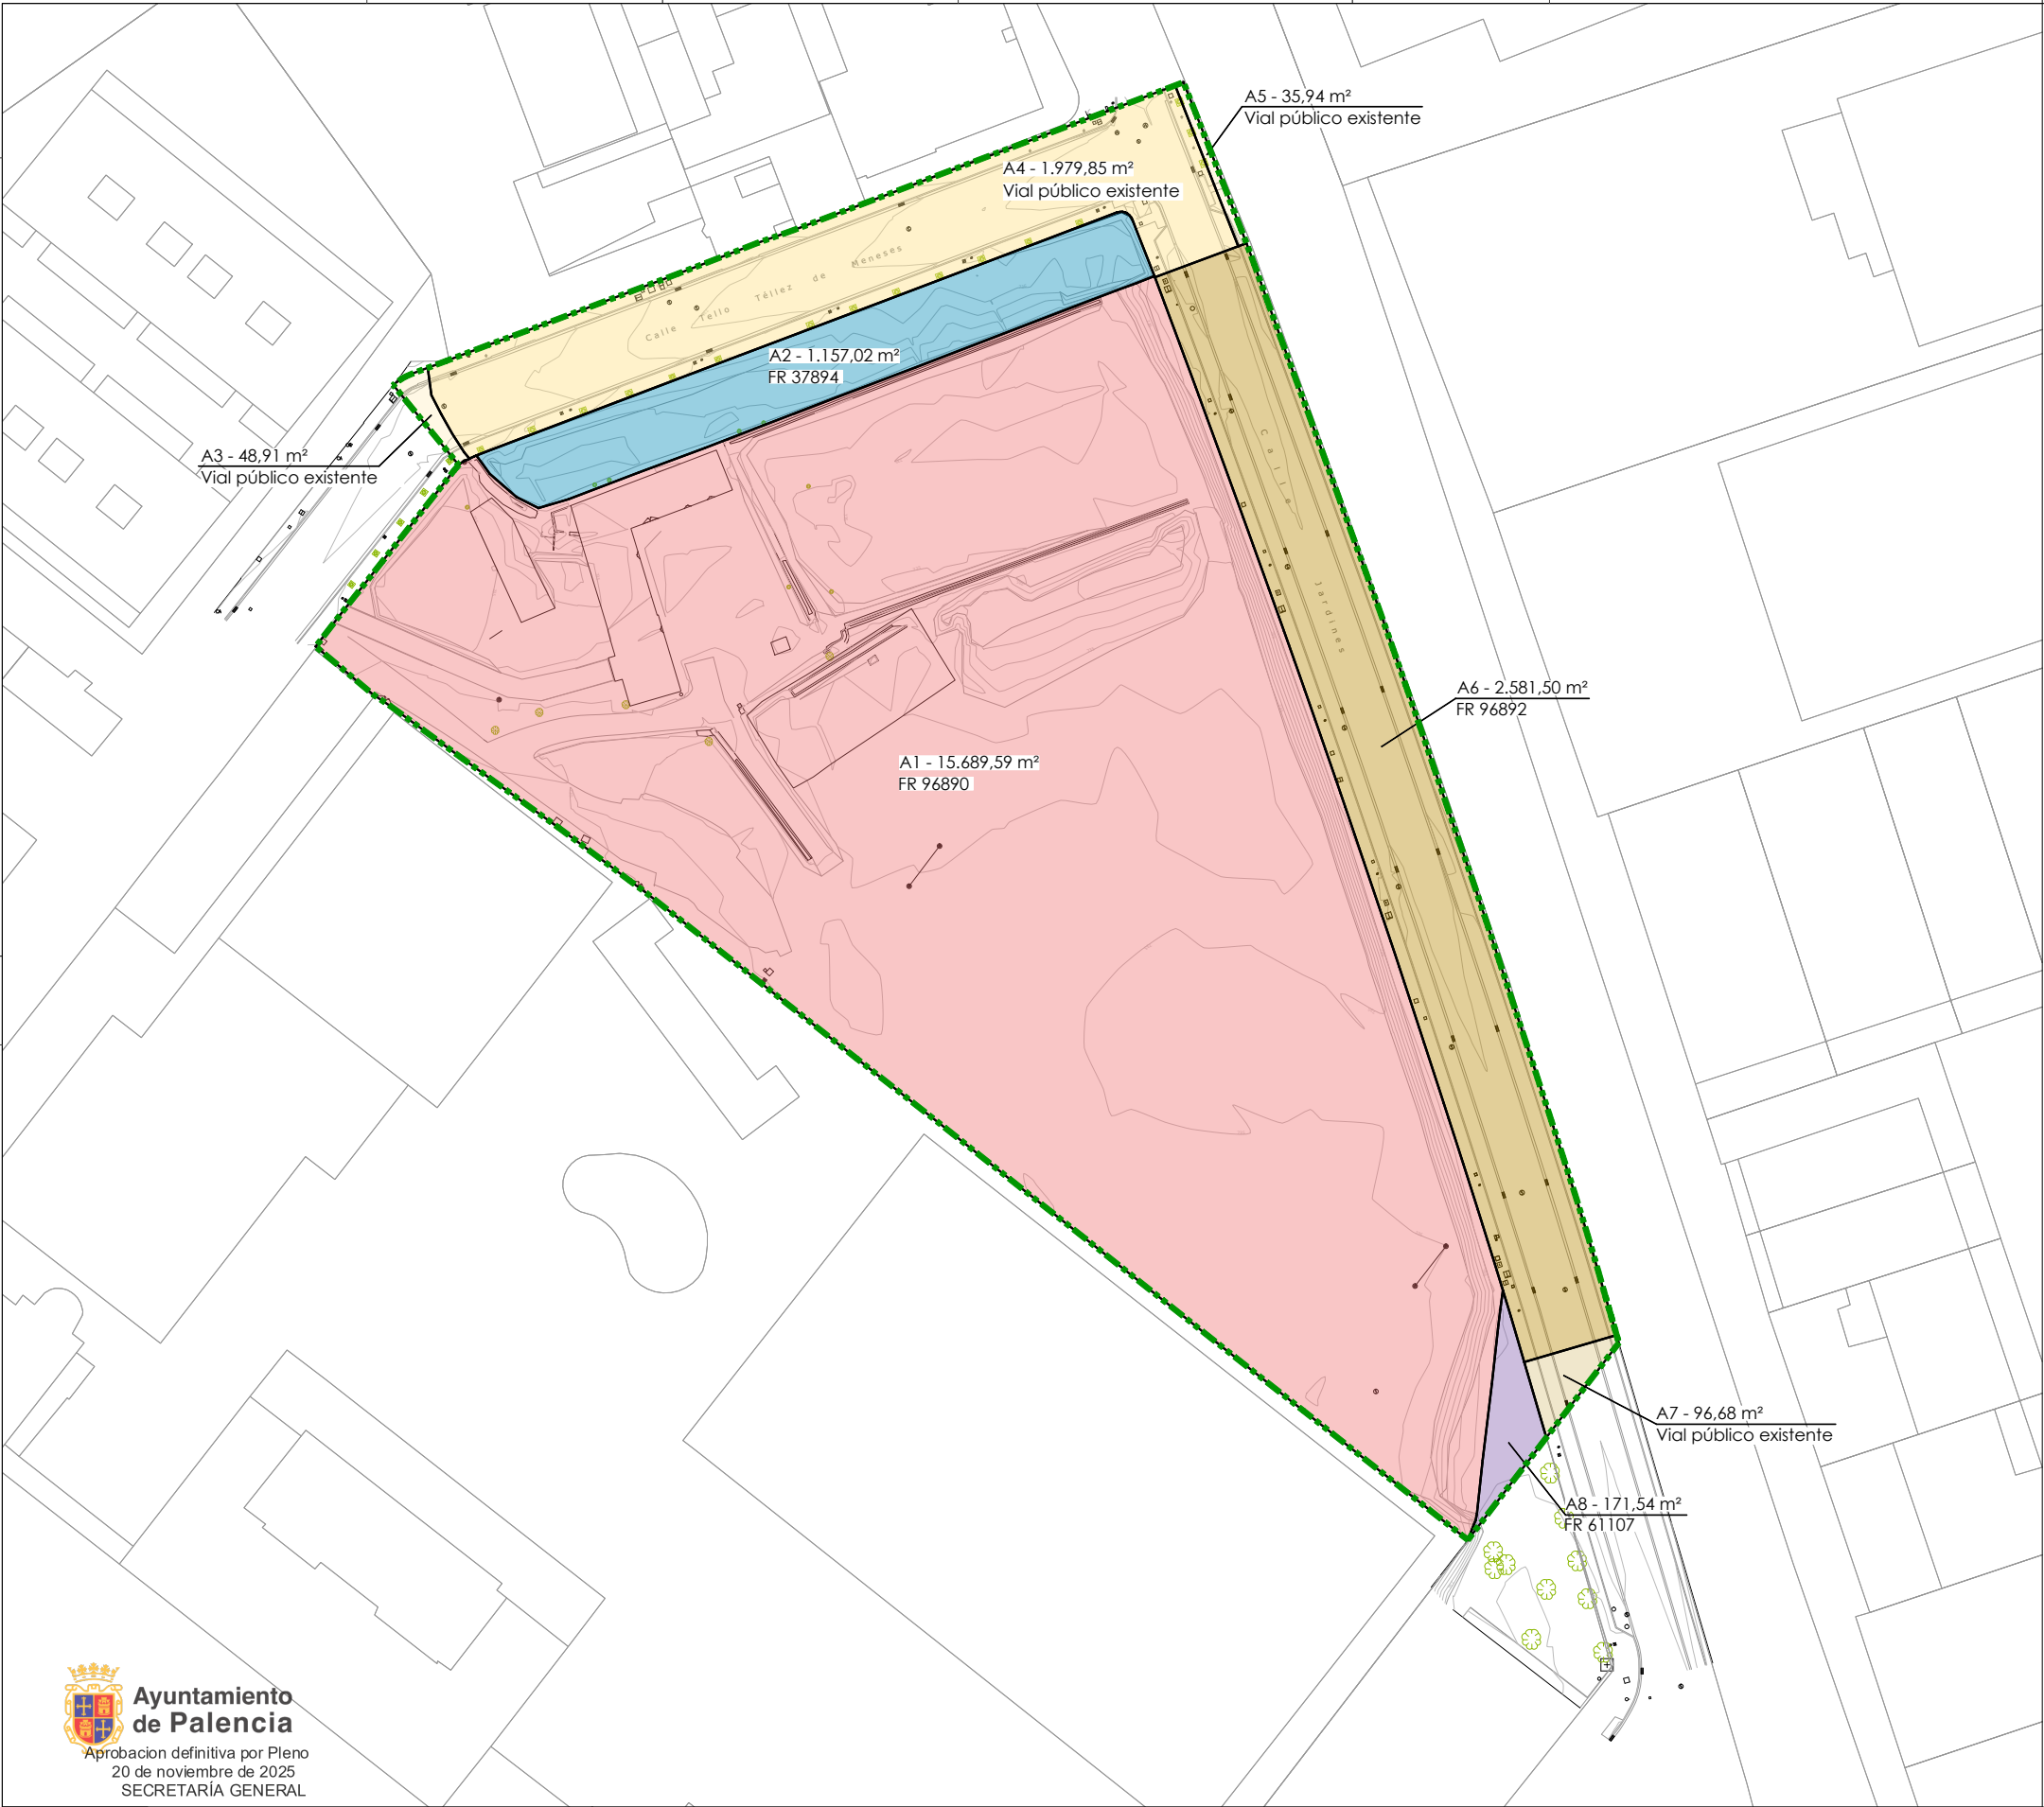 A5 - 35,94 m²
Vial público existente
A4 - 1.979,85 m²
Vial público existente
Calle Tello Téllez de Meneses
A2 - 1.157,02 m²
FR 37894
A3 - 48,91 m²
Vial público existente
Calle Jardines
A6 - 2.581,50 m²
FR 96892
A1 - 15.689,59 m²
FR 96890
A7 - 96,68 m²
Vial público existente
A8 - 171,54 m²
FR 61107
Ayuntamiento
de Palencia
Aprobacion definitiva por Pleno
20 de noviembre de 2025
SECRETARÍA GENERAL